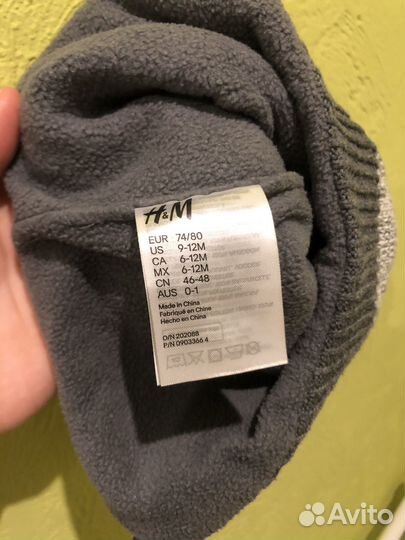 H&M
EUR 74/80
US 9-12M
CA 6-12M
MX 6-12M
CN 46-48
AUS 0-1
Made in China
Fabriqué en Chine
Hecho en China
O/N 202088
P/N 0903366 4
Avito